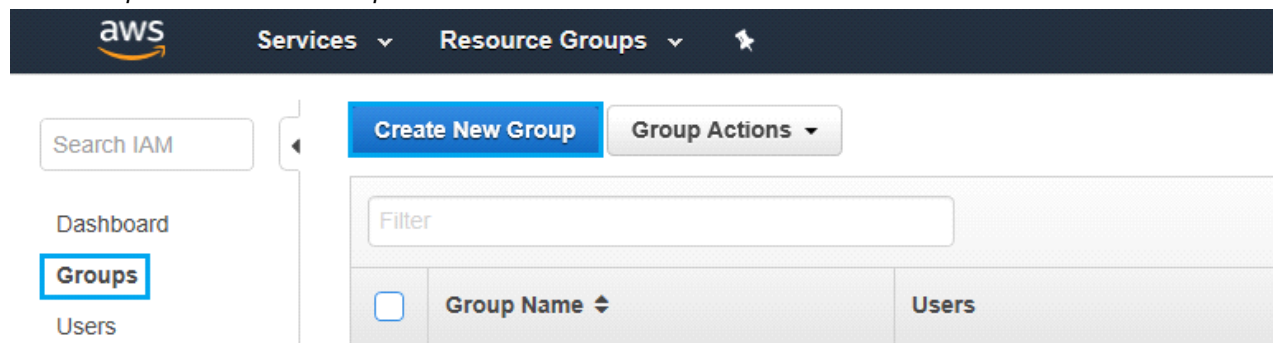 aws Services Resource Groups
Search IAM
Create New Group Group Actions
Dashboard
Filter
Groups
Group Name Users
Users